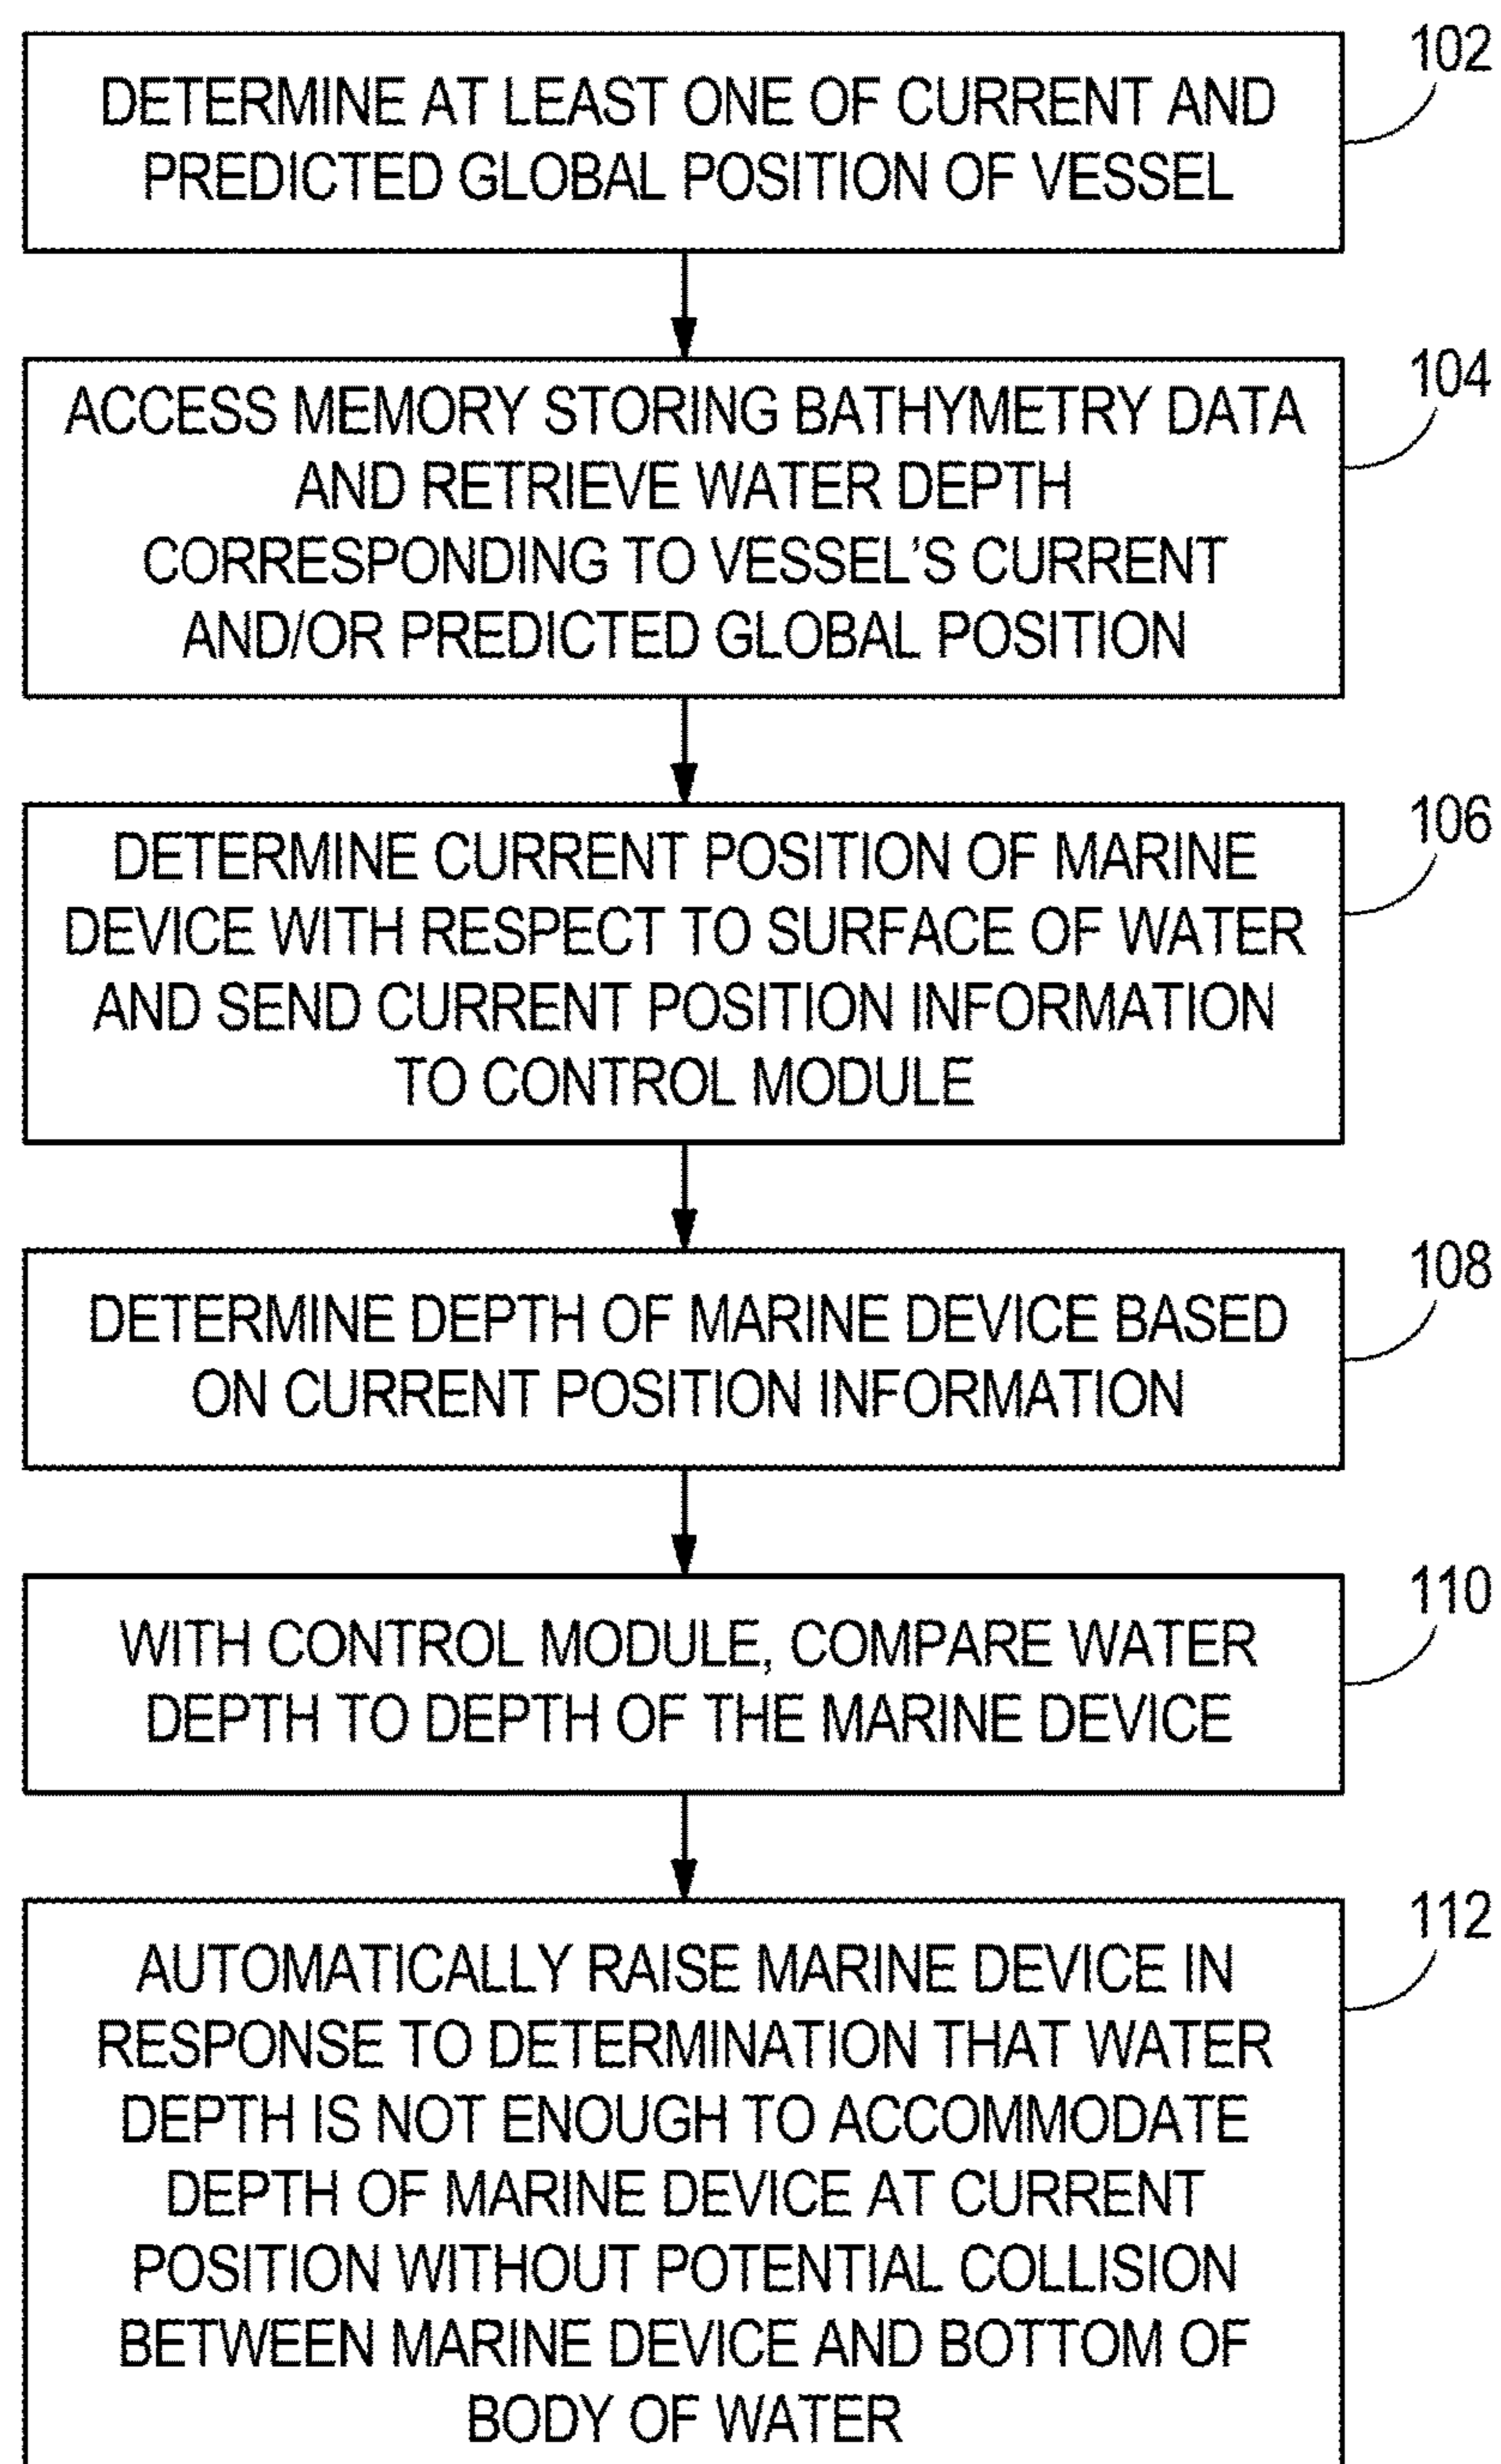 102
DETERMINE AT LEAST ONE OF CURRENT AND
PREDICTED GLOBAL POSITION OF VESSEL
104
ACCESS MEMORY STORING BATHYMETRY DATA
AND RETRIEVE WATER DEPTH
CORRESPONDING TO VESSEL’S CURRENT
AND/OR PREDICTED GLOBAL POSITION
106
DETERMINE CURRENT POSITION OF MARINE
DEVICE WITH RESPECT TO SURFACE OF WATER
AND SEND CURRENT POSITION INFORMATION
TO CONTROL MODULE
108
DETERMINE DEPTH OF MARINE DEVICE BASED
ON CURRENT POSITION INFORMATION
110
WITH CONTROL MODULE, COMPARE WATER
DEPTH TO DEPTH OF THE MARINE DEVICE
112
AUTOMATICALLY RAISE MARINE DEVICE IN
RESPONSE TO DETERMINATION THAT WATER
DEPTH IS NOT ENOUGH TO ACCOMMODATE
DEPTH OF MARINE DEVICE AT CURRENT
POSITION WITHOUT POTENTIAL COLLISION
BETWEEN MARINE DEVICE AND BOTTOM OF
BODY OF WATER